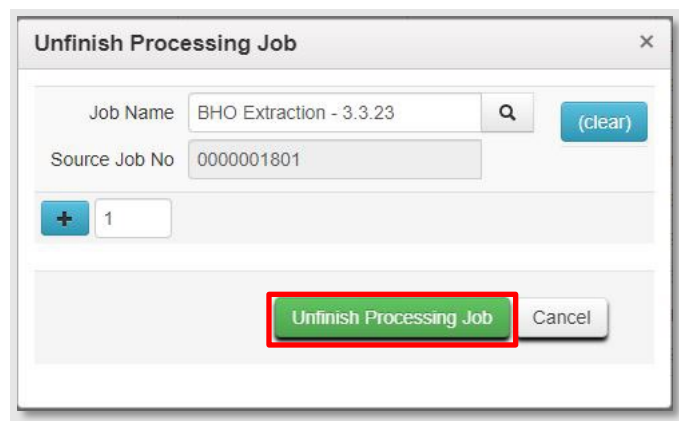 Unfinish Processing Job ×
Job Name BHO Extraction - 3.3.23 (clear)
Source Job No 0000001801
+ 1
Unfinish Processing Job Cancel